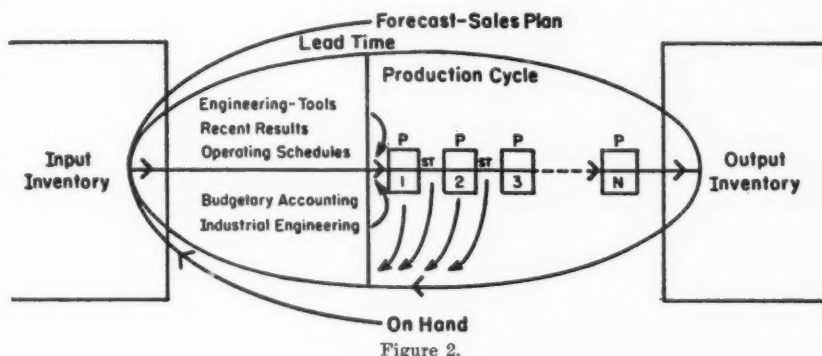 Forecast-Sales Plan
Lead Time
Production Cycle
Engineering-Tools
Recent Results
Operating Schedules
Input
Inventory
P P P P
ST ST
1 2 3 N
Output
Inventory
Budgetary Accounting
Industrial Engineering
On Hand
Figure 2.